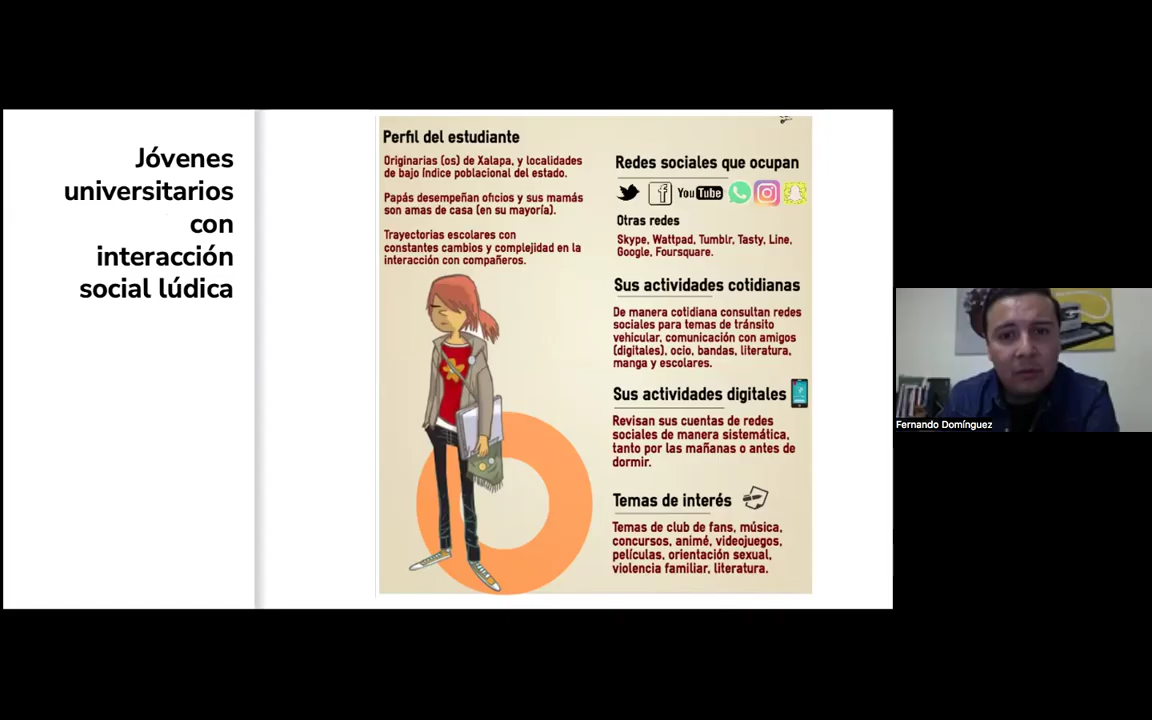 Jóvenes
universitarios
con
interacción
social lúdica
Perfil del estudiante
Originarias (os) de Xalapa, y localidades
de bajo índice poblacional del estado.
Papás desempeñan oficios y sus mamás
son amas de casa (en su mayoría).
Trayectorias escolares con
constantes cambios y complejidad en la
interacción con compañeros.
Redes sociales que ocupan
f YouTube
Otras redes
Skype, Wattpad, Tumblr, Tasty, Line,
Google, Foursquare.
Sus actividades cotidianas
De manera cotidiana consultan redes
sociales para temas de tránsito
vehicular, comunicación con amigos
(digitales), ocio, bandas, literatura,
manga y escolares.
Sus actividades digitales
Revisan sus cuentas de redes
sociales de manera sistemática,
tanto por las mañanas o antes de
dormir.
Temas de interés
Temas de club de fans, música,
concursos, animé, videojuegos,
películas, orientación sexual,
violencia familiar, literatura.
Fernando Domínguez